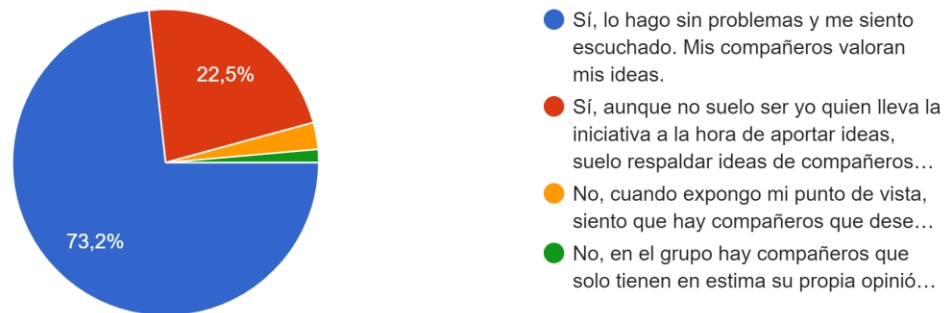 22,5%
73,2%
Sí, lo hago sin problemas y me siento
escuchado. Mis compañeros valoran
mis ideas.
Sí, aunque no suelo ser yo quien lleva la
iniciativa a la hora de aportar ideas,
suelo respaldar ideas de compañeros…
No, cuando expongo mi punto de vista,
siento que hay compañeros que dese…
No, en el grupo hay compañeros que
solo tienen en estima su propia opinió…